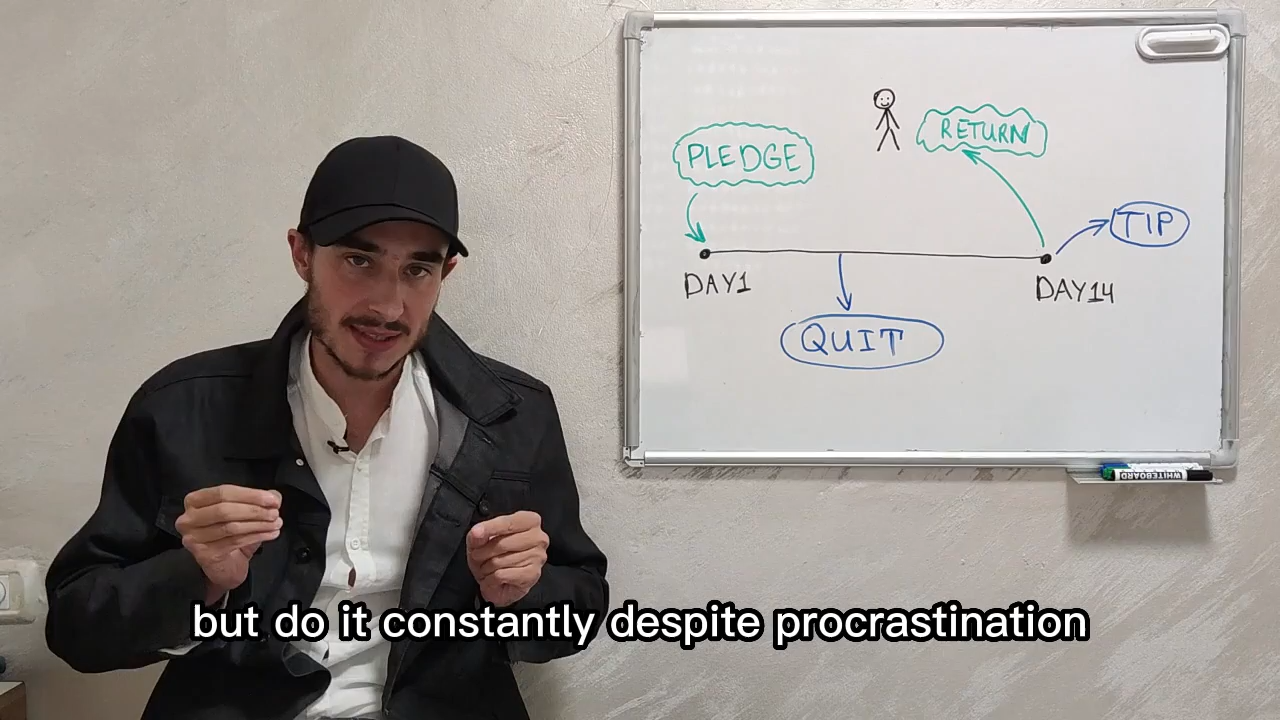 RETURN
PLEDGE
TIP
DAY1
DAY14
QUIT
WHITEBOARD
but do it constantly despite procrastination